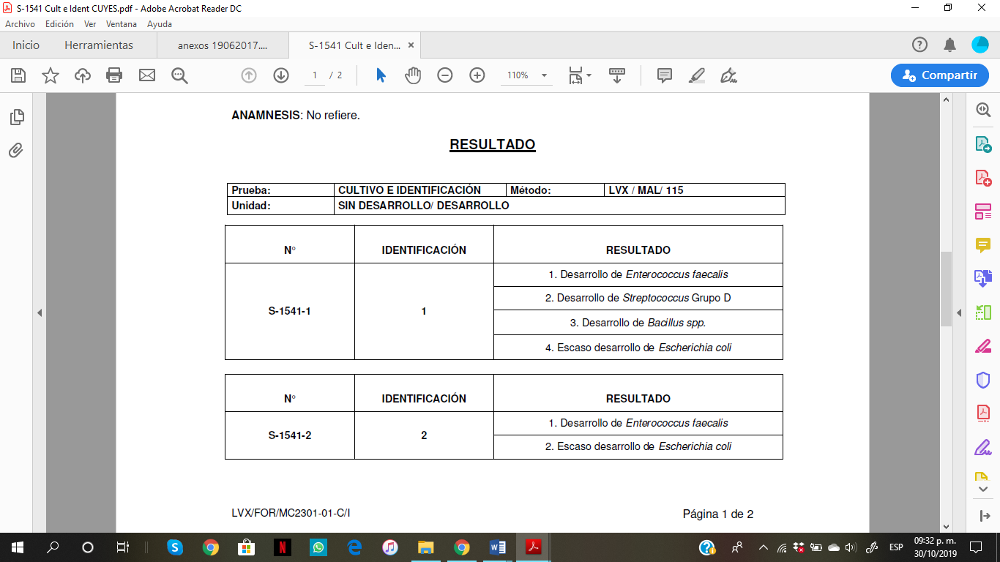 S-1541 Cult e Ident CUYES.pdf - Adobe Acrobat Reader DC
Archivo Edición Ver Ventana Ayuda
Inicio Herramientas anexos 19062017.... S-1541 Cult e Iden... ×
1 / 2 110% Compartir
ANAMNESIS: No refiere.
RESULTADO
Prueba: CULTIVO E IDENTIFICACIÓN Método: LVX / MAL/ 115
Unidad: SIN DESARROLLO/ DESARROLLO
N° IDENTIFICACIÓN RESULTADO
S-1541-1 1
1. Desarrollo de Enterococcus faecalis
2. Desarrollo de Streptococcus Grupo D
3. Desarrollo de Bacillus spp.
4. Escaso desarrollo de Escherichia coli
N° IDENTIFICACIÓN RESULTADO
S-1541-2 2
1. Desarrollo de Enterococcus faecalis
2. Escaso desarrollo de Escherichia coli
LVX/FOR/MC2301-01-C/I Página 1 de 2
ESP 09:32 p. m.
30/10/2019